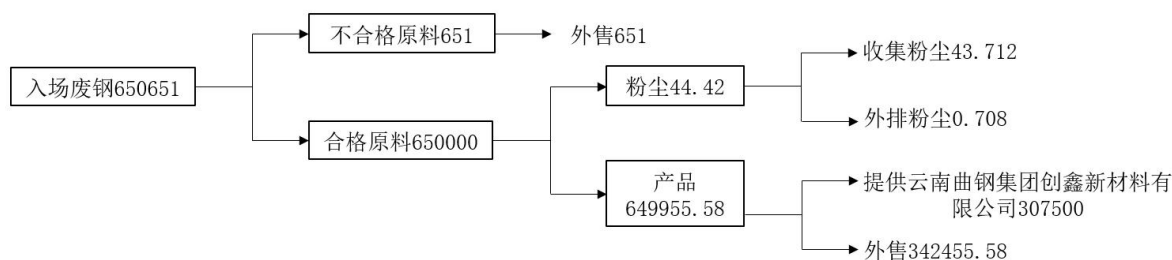 入场废钢650651
不合格原料651
外售651
合格原料650000
粉尘44.42
收集粉尘43.712
外排粉尘0.708
产品
649955.58
提供云南曲钢集团创鑫新材料有
限公司307500
外售342455.58